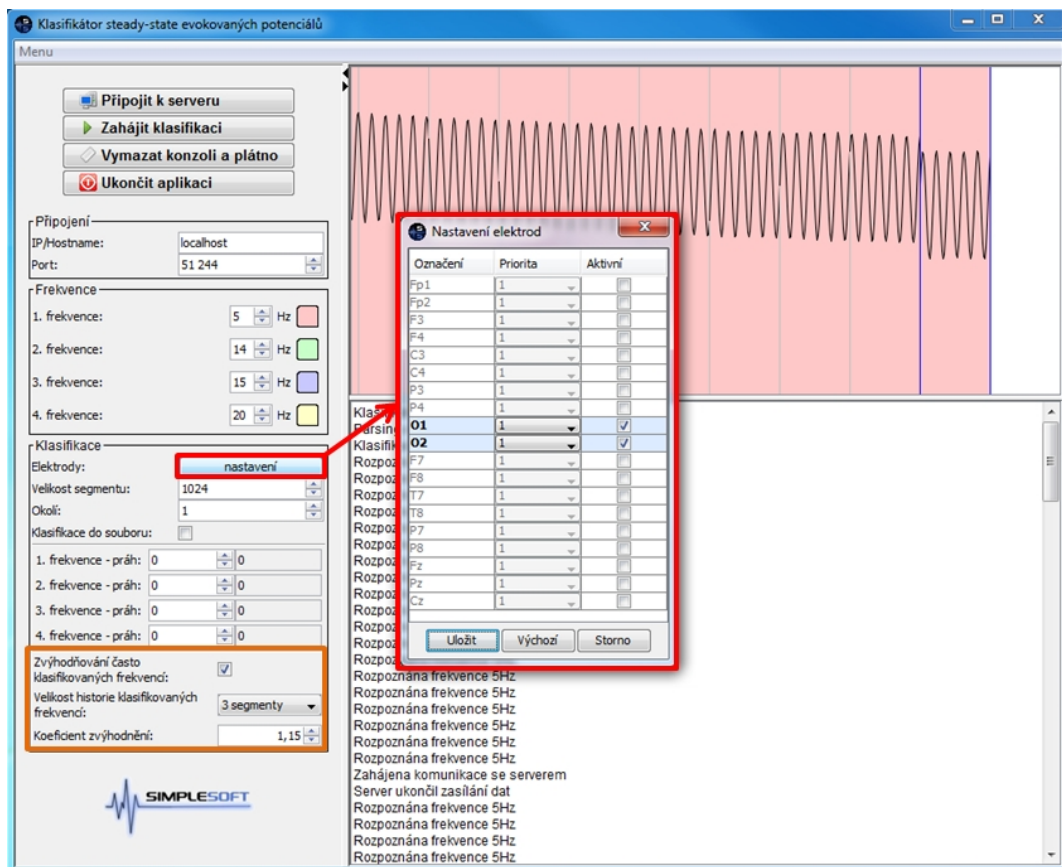 Klasifikátor steady-state evokovaných potenciálů
Menu
Připojit k serveru
Zahájit klasifikaci
Vymazat konzoli a plátno
Ukončit aplikaci
Připojení
IP/Hostname: localhost
Port: 51 244
Frekvence
1. frekvence: 5 Hz
2. frekvence: 14 Hz
3. frekvence: 15 Hz
4. frekvence: 20 Hz
Klasifikace
Elektrody: nastavení
Velikost segmentu: 1024
Okolí: 1
Klasifikace do souboru:
1. frekvence - práh: 0 0
2. frekvence - práh: 0 0
3. frekvence - práh: 0 0
4. frekvence - práh: 0 0
Zvýhodňování často
klasifikovaných frekvencí:
Velikost historie klasifikovaných
frekvencí: 3 segmenty
Koeficient zvýhodnění: 1,15
SIMPLESOFT
Nastavení elektrod
Označení Priorita Aktivní
Fp1 1
Fp2 1
F3 1
F4 1
C3 1
C4 1
P3 1
P4 1
O1 1
O2 1
F7 1
F8 1
T7 1
T8 1
P7 1
P8 1
Fz 1
Pz 1
Cz 1
Uložit Výchozí Storno
Rozpoznána frekvence 5Hz
Rozpoznána frekvence 5Hz
Rozpoznána frekvence 5Hz
Rozpoznána frekvence 5Hz
Rozpoznána frekvence 5Hz
Rozpoznána frekvence 5Hz
Zahájena komunikace se serverem
Server ukončil zasílání dat
Rozpoznána frekvence 5Hz
Rozpoznána frekvence 5Hz
Rozpoznána frekvence 5Hz
Rozpoznána frekvence 5Hz